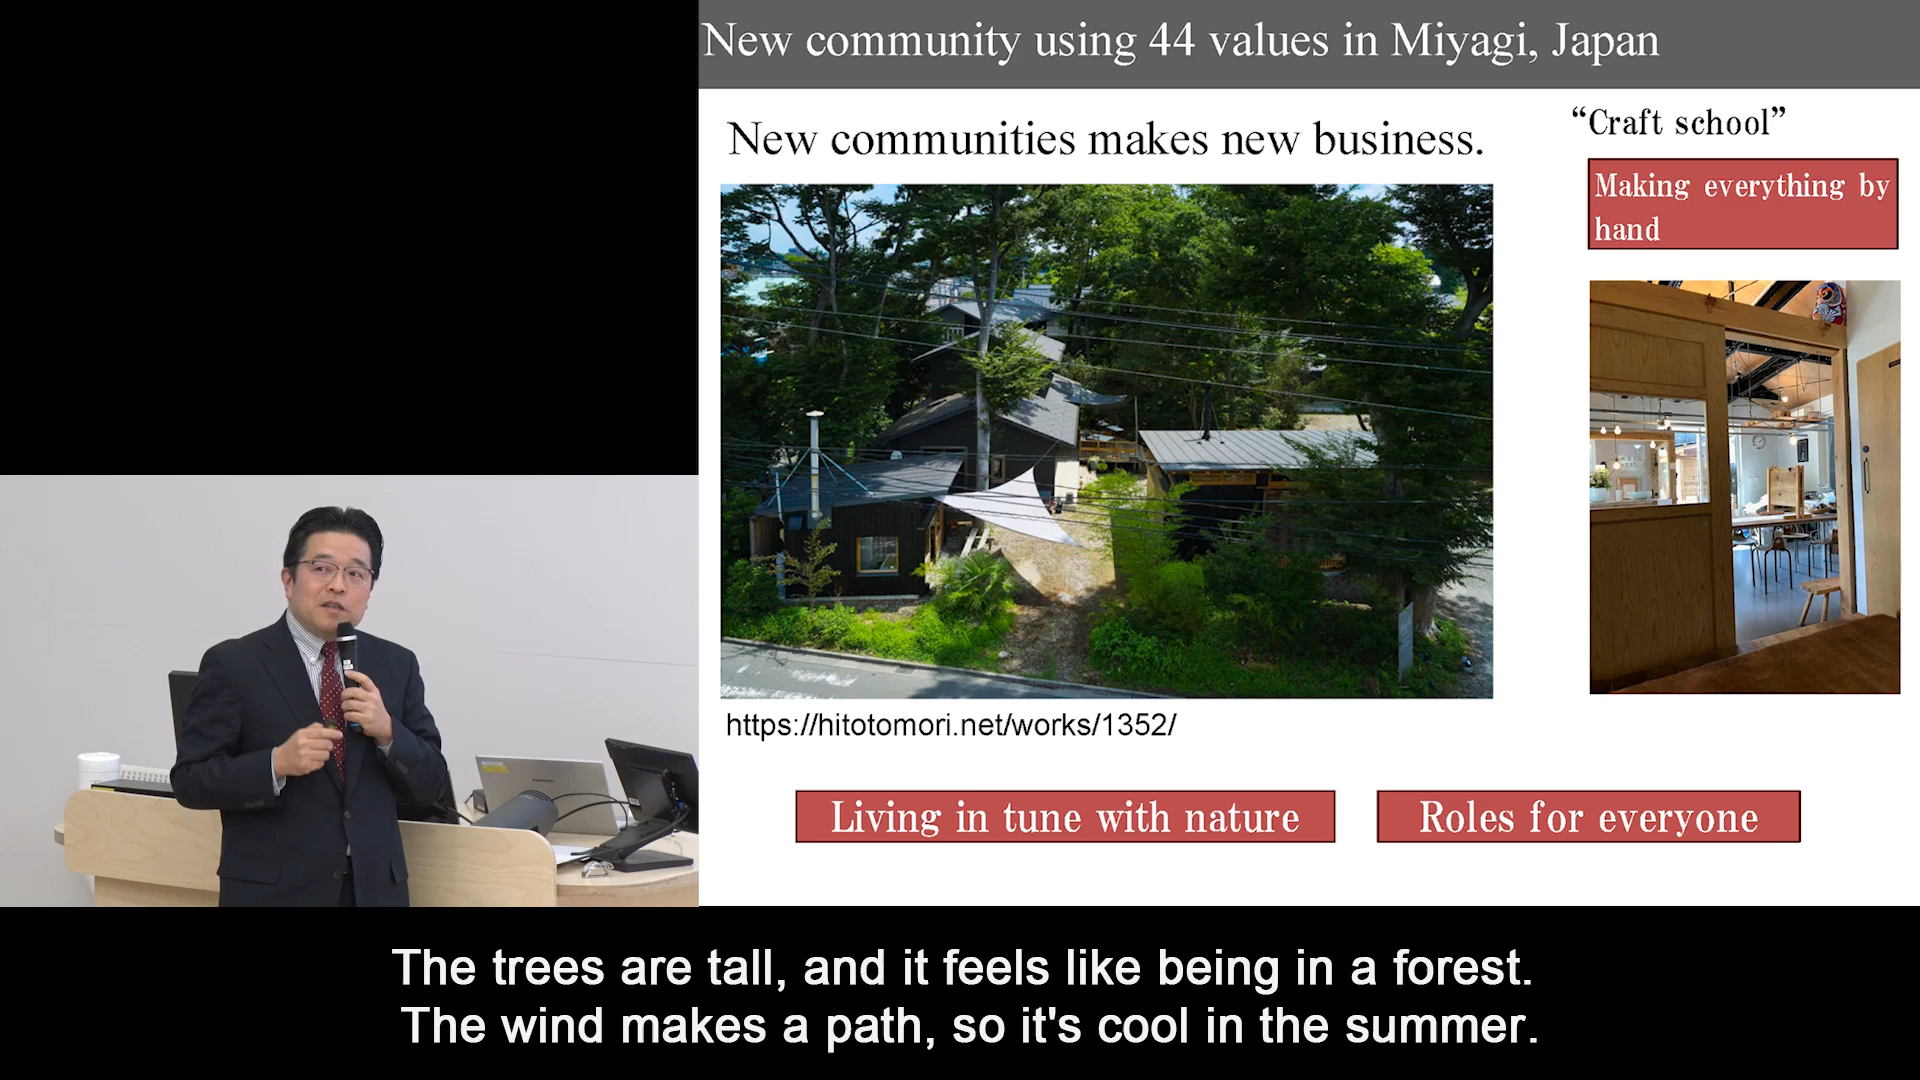 New community using 44 values in Miyagi, Japan
New communities makes new business.
“Craft school”
Making everything by
hand
https://hitotomori.net/works/1352/
Living in tune with nature
Roles for everyone
The trees are tall, and it feels like being in a forest.
The wind makes a path, so it's cool in the summer.